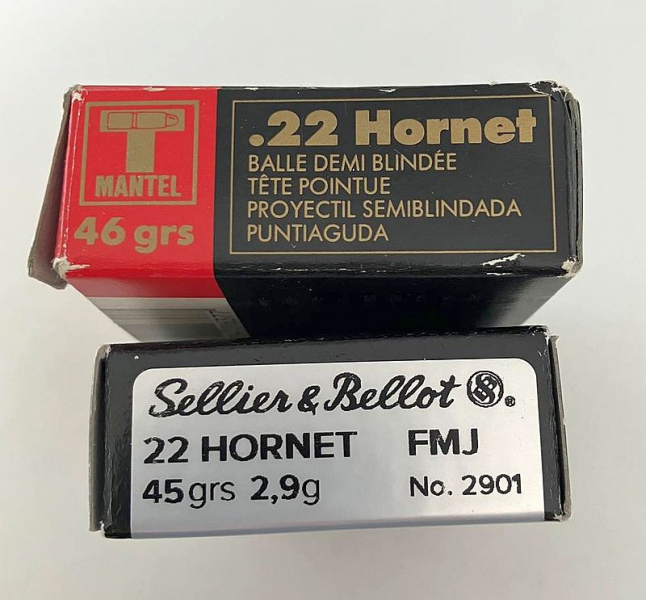 T
MANTEL
46 grs
.22 Hornet
BALLE DEMI BLINDÉE
TÊTE POINTUE
PROYECTIL SEMIBLINDADA
PUNTIAGUDA
Sellier & Bellot SB.
22 HORNET FMJ
45grs 2,9g No. 2901